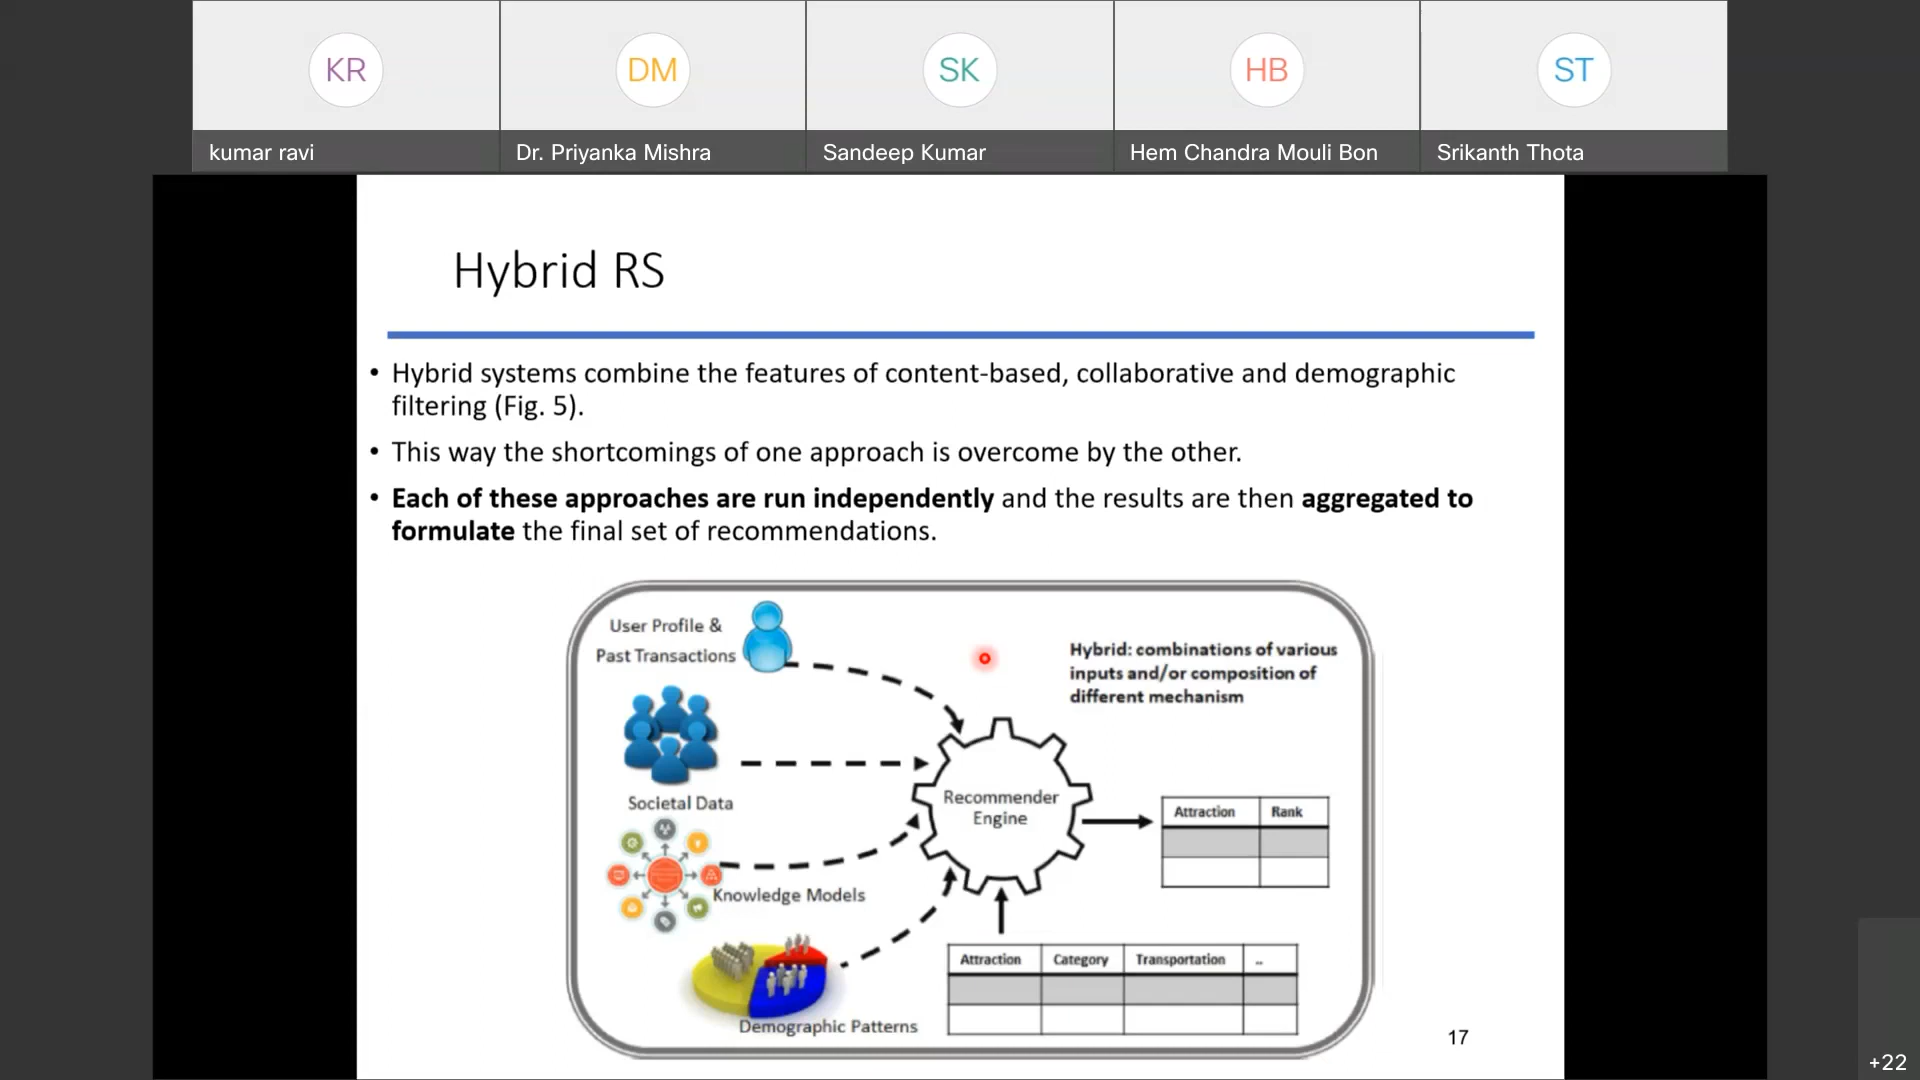 KR
DM
SK
HB
ST
kumar ravi
Dr. Priyanka Mishra
Sandeep Kumar
Hem Chandra Mouli Bon
Srikanth Thota
Hybrid RS
• Hybrid systems combine the features of content-based, collaborative and demographic
filtering (Fig. 5).
• This way the shortcomings of one approach is overcome by the other.
• Each of these approaches are run independently and the results are then aggregated to
formulate the final set of recommendations.
User Profile &
Past Transactions
Hybrid: combinations of various
inputs and/or composition of
different mechanism
Societal Data
Recommender
Engine
Attraction Rank
Knowledge Models
Attraction Category Transportation ..
Demographic Patterns
17
+22